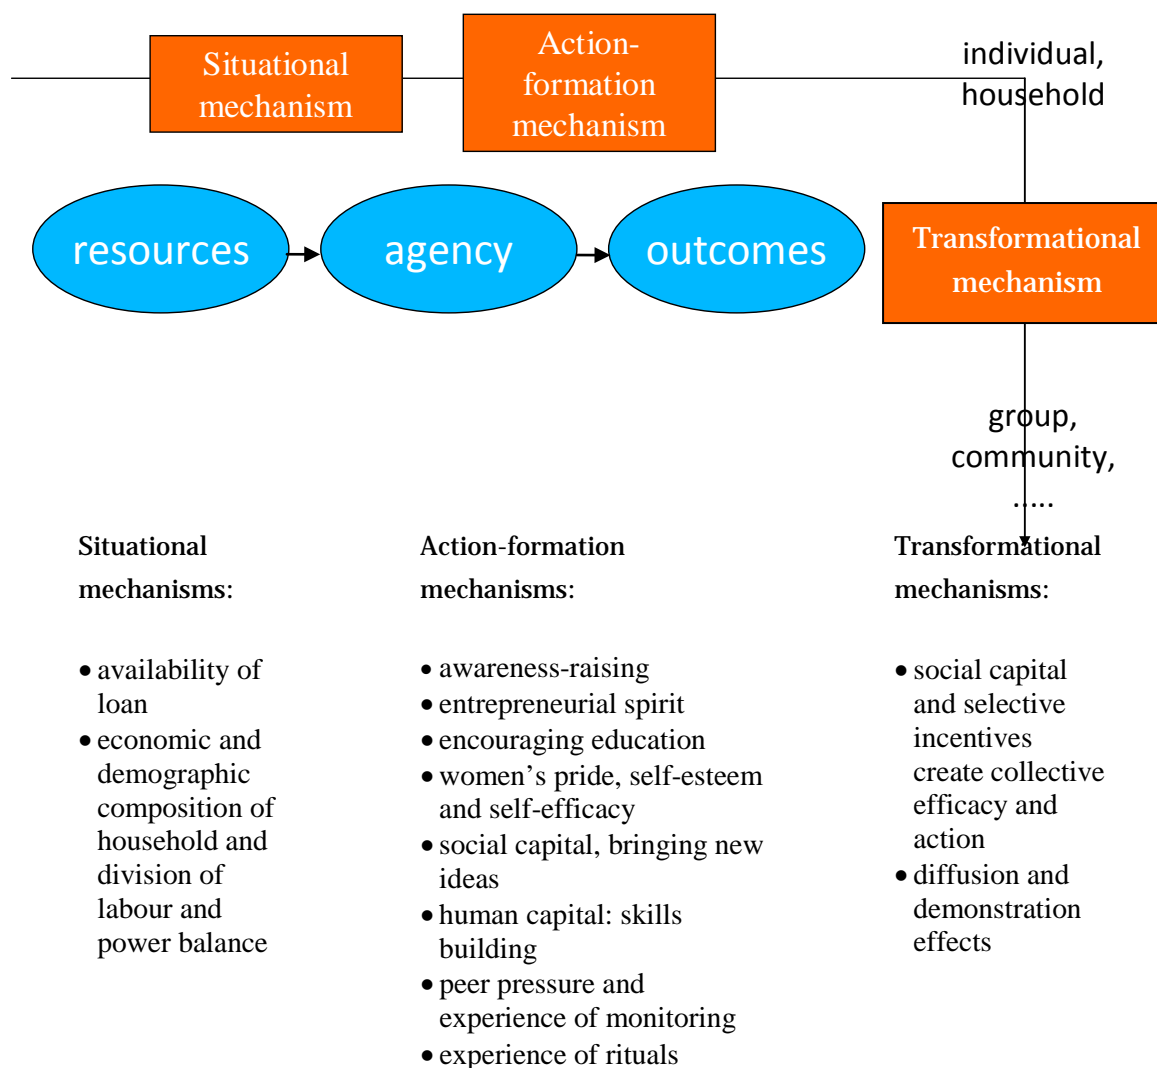 Situational
mechanism
Action-
formation
mechanism
individual,
household
resources
agency
outcomes
Transformational
mechanism
group,
community,
.....
Situational
mechanisms:
• availability of
loan
• economic and
demographic
composition of
household and
division of
labour and
power balance
Action-formation
mechanisms:
• awareness-raising
• entrepreneurial spirit
• encouraging education
• women’s pride, self-esteem
and self-efficacy
• social capital, bringing new
ideas
• human capital: skills
building
• peer pressure and
experience of monitoring
• experience of rituals
Transformational
mechanisms:
• social capital
and selective
incentives
create collective
efficacy and
action
• diffusion and
demonstration
effects